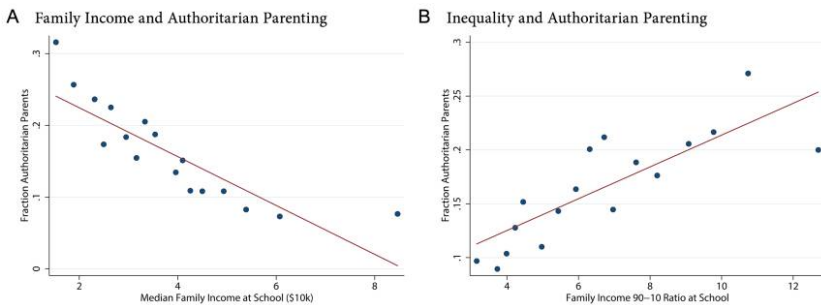 A Family Income and Authoritarian Parenting
.3
.2
.1
0
Fraction Authoritarian Parents
2 4 6 8
Median Family Income at School ($10k)
B Inequality and Authoritarian Parenting
.3
.25
.2
.15
.1
Fraction Authoritarian Parents
4 6 8 10 12
Family Income 90–10 Ratio at School